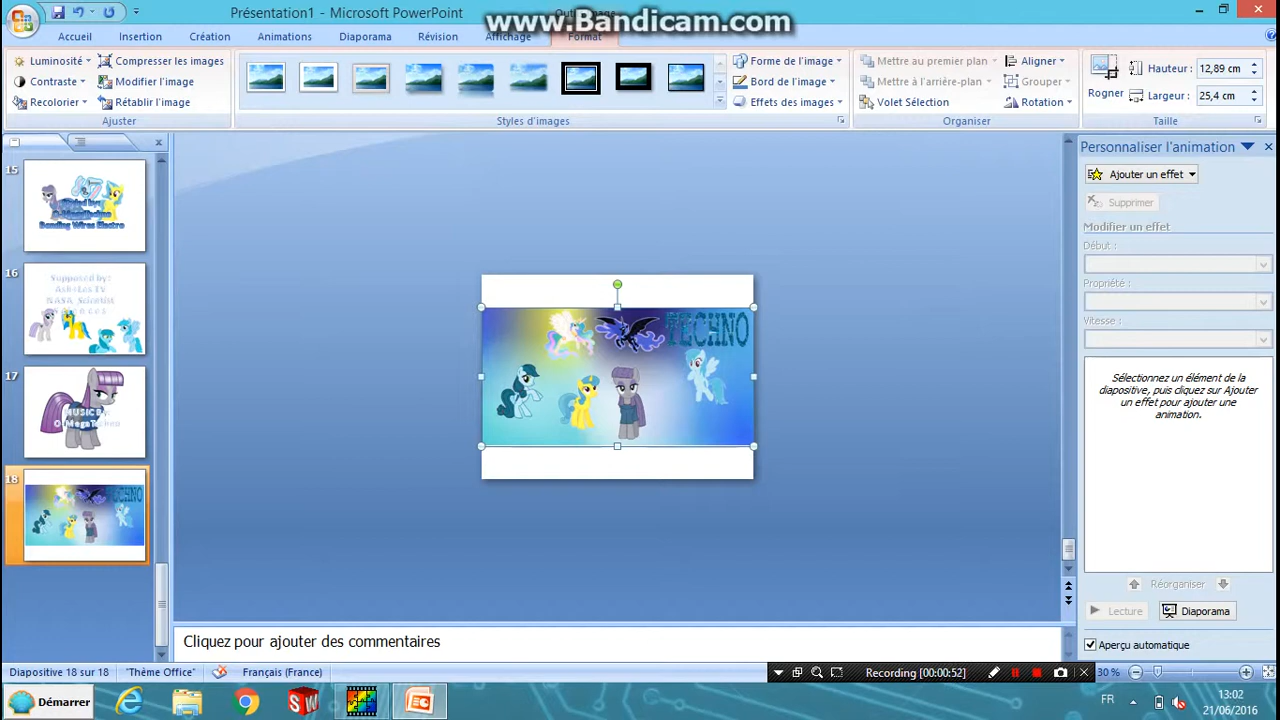 www.Bandicam.com
Présentation1 - Microsoft PowerPoint
Accueil
Insertion
Création
Animations
Diaporama
Révision
Affichage
Format
Luminosité
Contraste
Recolorier
Compresser les images
Modifier l'image
Rétablir l'image
Ajuster
Styles d'images
Forme de l'image
Bord de l'image
Effets des images
Mettre au premier plan
Mettre à l'arrière-plan
Volet Sélection
Aligner
Grouper
Rotation
Organiser
Rogner
Hauteur: 12,89 cm
Largeur: 25,4 cm
Taille
15
16
Supposed by:
17
MUSIC By
18
TECHNO
TECHNO
Personnaliser l'animation
Ajouter un effet
Supprimer
Modifier un effet
Début :
Propriété :
Vitesse :
Sélectionnez un élément de la
diapositive, puis cliquez sur Ajouter
un effet pour ajouter une
animation.
Réorganiser
Lecture
Diaporama
Aperçu automatique
Cliquez pour ajouter des commentaires
Diapositive 18 sur 18
"Thème Office"
Français (France)
Recording [00:00:52]
30 %
Démarrer
SW
FR
13:02
21/06/2016